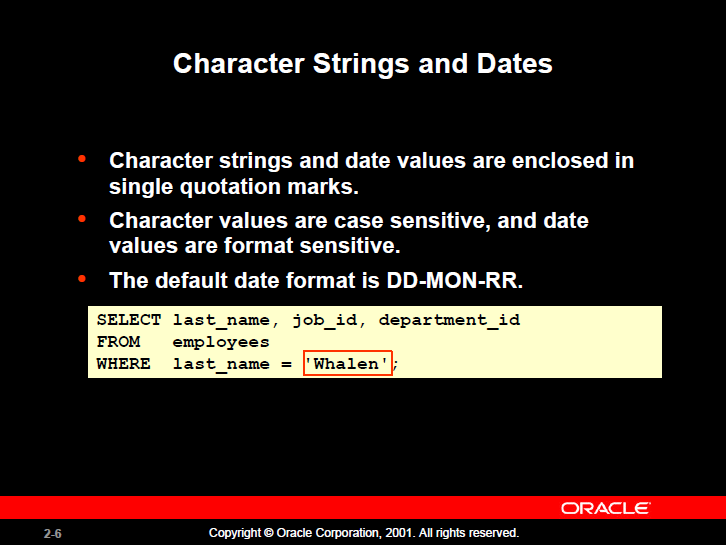 Character Strings and Dates
• Character strings and date values are enclosed in
single quotation marks.
• Character values are case sensitive, and date
values are format sensitive.
• The default date format is DD-MON-RR.
SELECT last_name, job_id, department_id
FROM   employees
WHERE  last_name = 'Whalen';
ORACLE
2-6
Copyright © Oracle Corporation, 2001. All rights reserved.